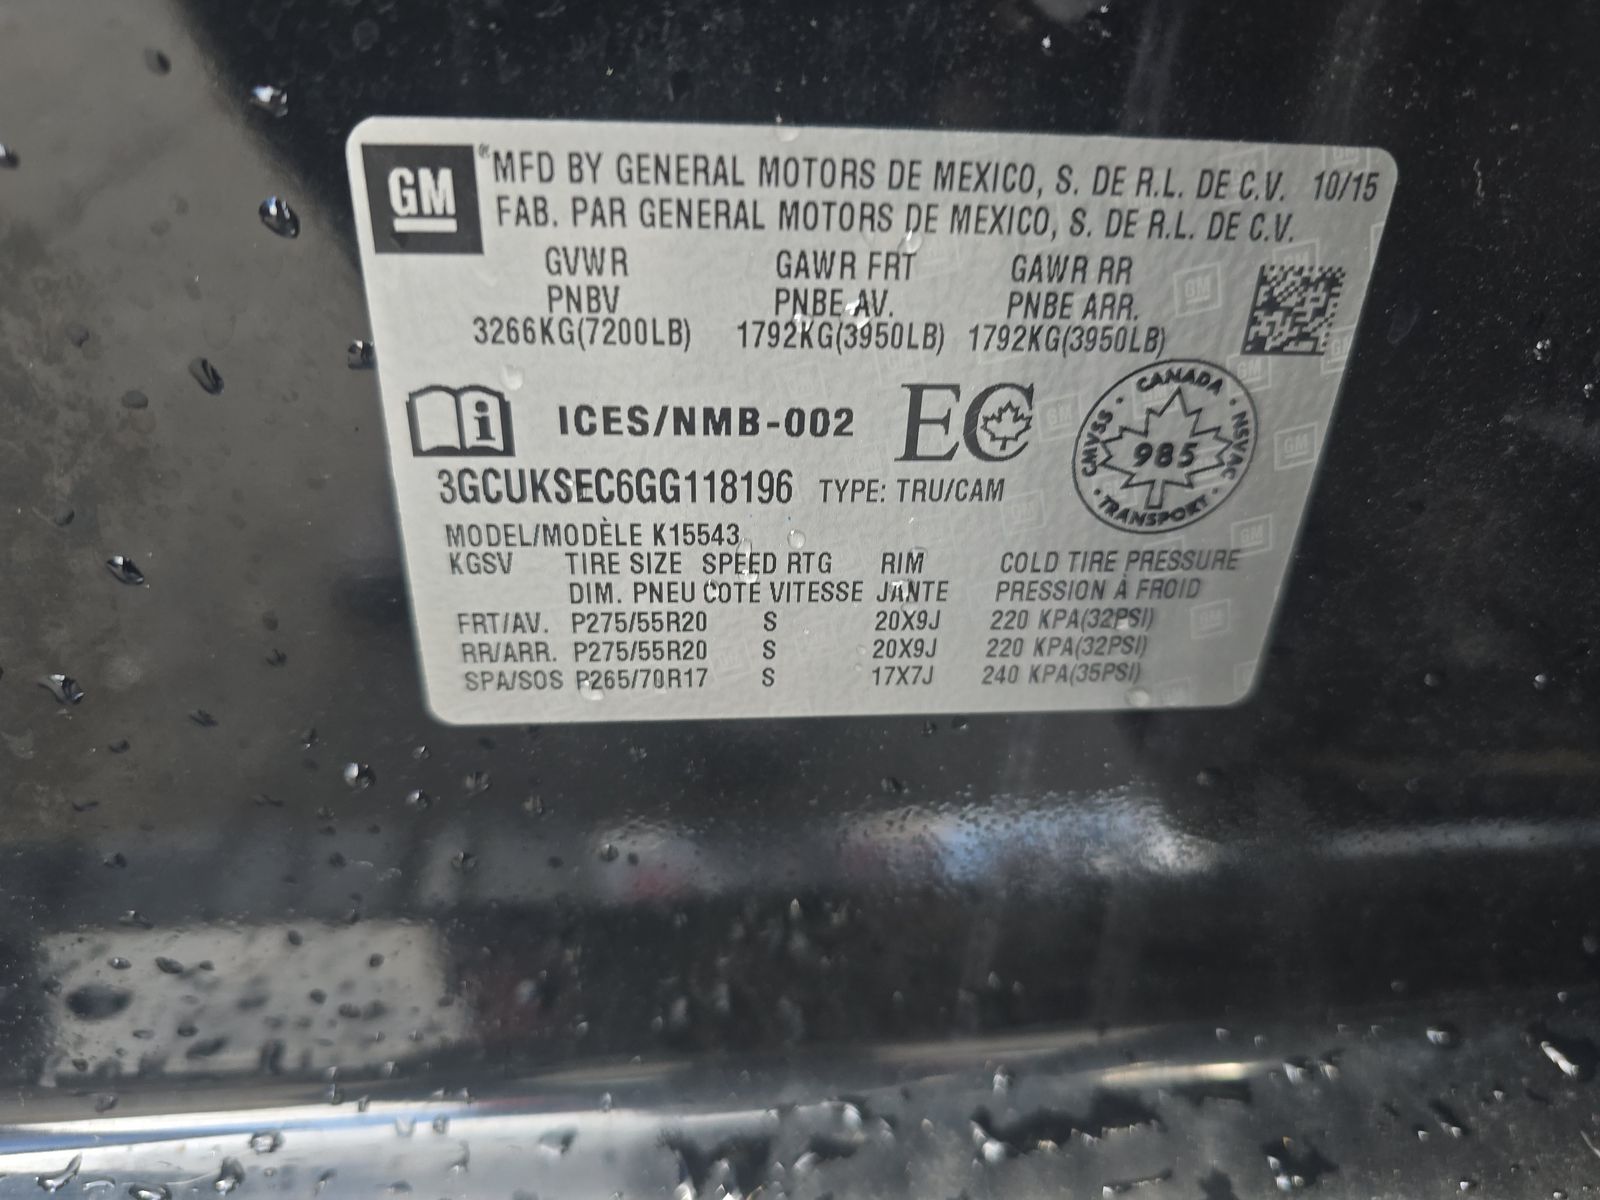 GM ® MFD BY GENERAL MOTORS DE MEXICO, S. DE R.L. DE C.V. 10/15
FAB. PAR GENERAL MOTORS DE MEXICO, S. DE R.L. DE C.V.
GVWR GAWR FRT GAWR RR
PNBV PNBE AV. PNBE ARR.
3266KG(7200LB) 1792KG(3950LB) 1792KG(3950LB)
i ICES/NMB-002 EC
CANADA · NSVAC · TRANSPORT · CMVSS ·
985
3GCUKSEC6GG118196 TYPE: TRU/CAM
MODEL/MODÈLE K15543
KGSV TIRE SIZE SPEED RTG RIM COLD TIRE PRESSURE
DIM. PNEU COTE VITESSE JANTE PRESSION À FROID
FRT/AV. P275/55R20 S 20X9J 220 KPA(32PSI)
RR/ARR. P275/55R20 S 20X9J 220 KPA(32PSI)
SPA/SOS P265/70R17 S 17X7J 240 KPA(35PSI)